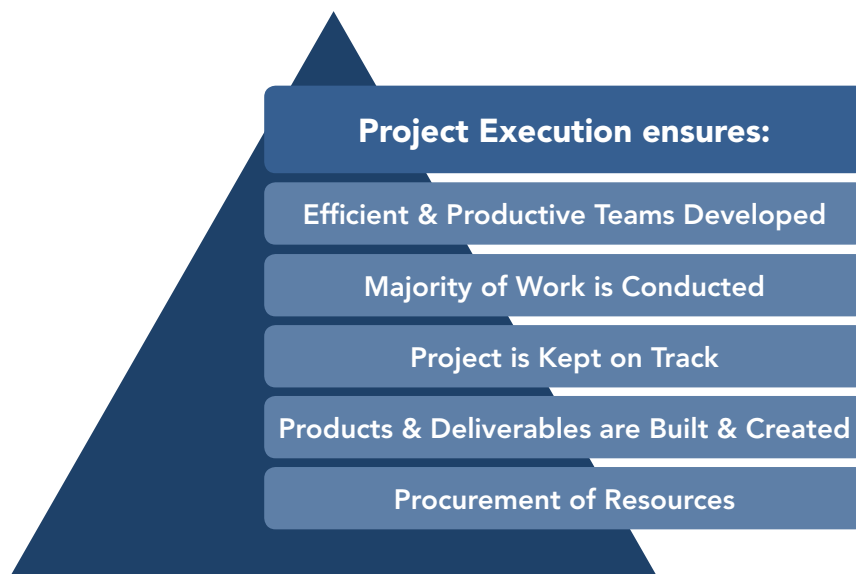 Project Execution ensures:
Efficient & Productive Teams Developed
Majority of Work is Conducted
Project is Kept on Track
Products & Deliverables are Built & Created
Procurement of Resources